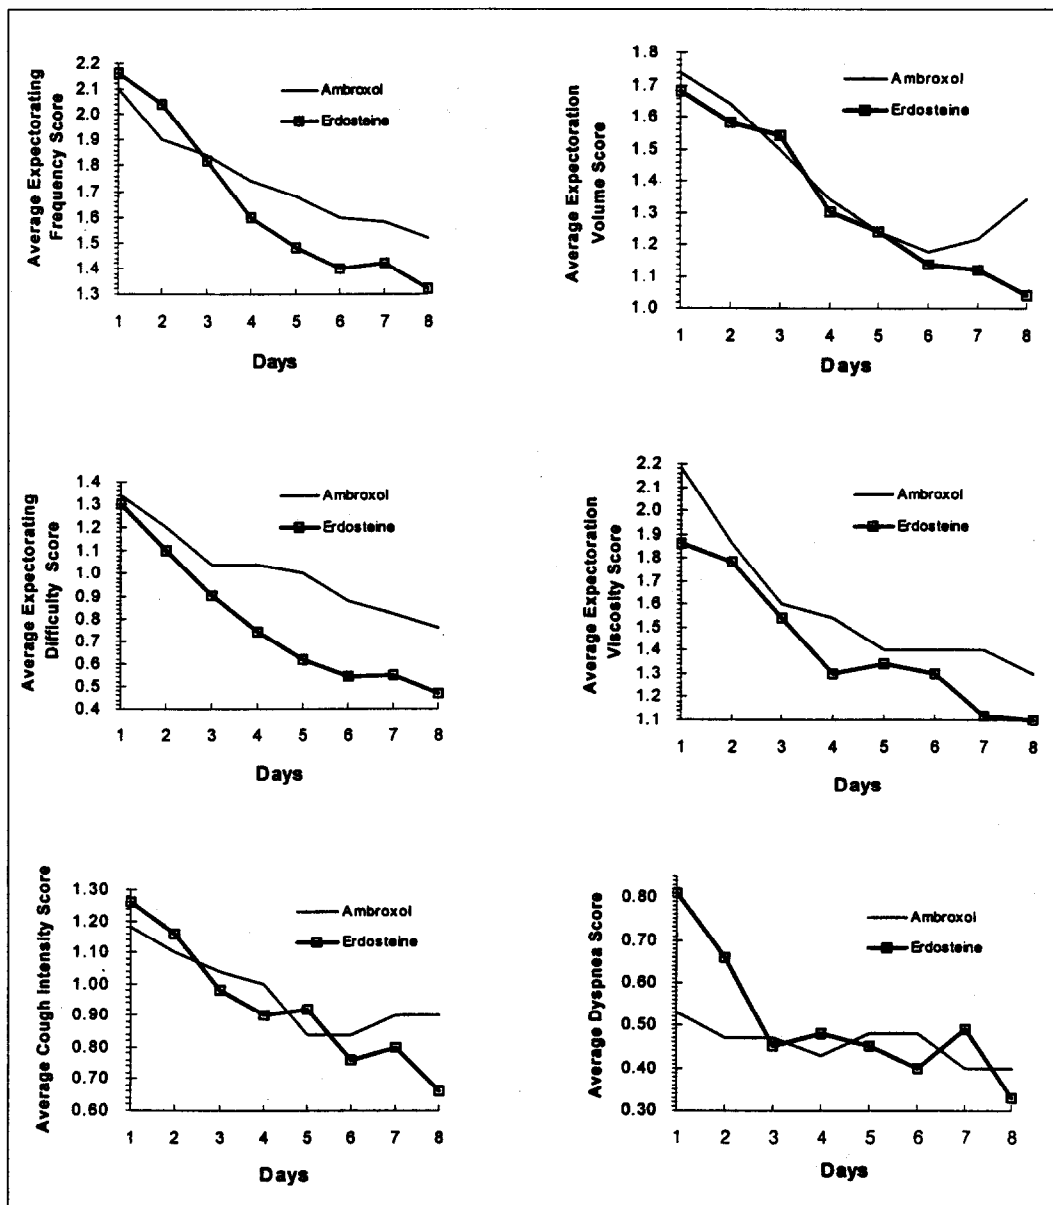 Average Expectorating
Frequency Score
2.2
2.1
2.0
1.9
1.8
1.7
1.6
1.5
1.4
1.3
Ambroxol
Erdosteine
1 2 3 4 5 6 7 8
Days
Average Expectoration
Volume Score
1.8
1.7
1.6
1.5
1.4
1.3
1.2
1.1
1.0
Ambroxol
Erdosteine
1 2 3 4 5 6 7 8
Days
Average Expectorating
Difficulty Score
1.4
1.3
1.2
1.1
1.0
0.9
0.8
0.7
0.6
0.5
0.4
Ambroxol
Erdosteine
1 2 3 4 5 6 7 8
Days
Average Expectoration
Viscosity Score
2.2
2.1
2.0
1.9
1.8
1.7
1.6
1.5
1.4
1.3
1.2
1.1
Ambroxol
Erdosteine
1 2 3 4 5 6 7 8
Days
Average Cough Intensity Score
1.30
1.20
1.10
1.00
0.90
0.80
0.70
0.60
Ambroxol
Erdosteine
1 2 3 4 5 6 7 8
Days
Average Dyspnea Score
0.80
0.70
0.60
0.50
0.40
0.30
Ambroxol
Erdosteine
1 2 3 4 5 6 7 8
Days